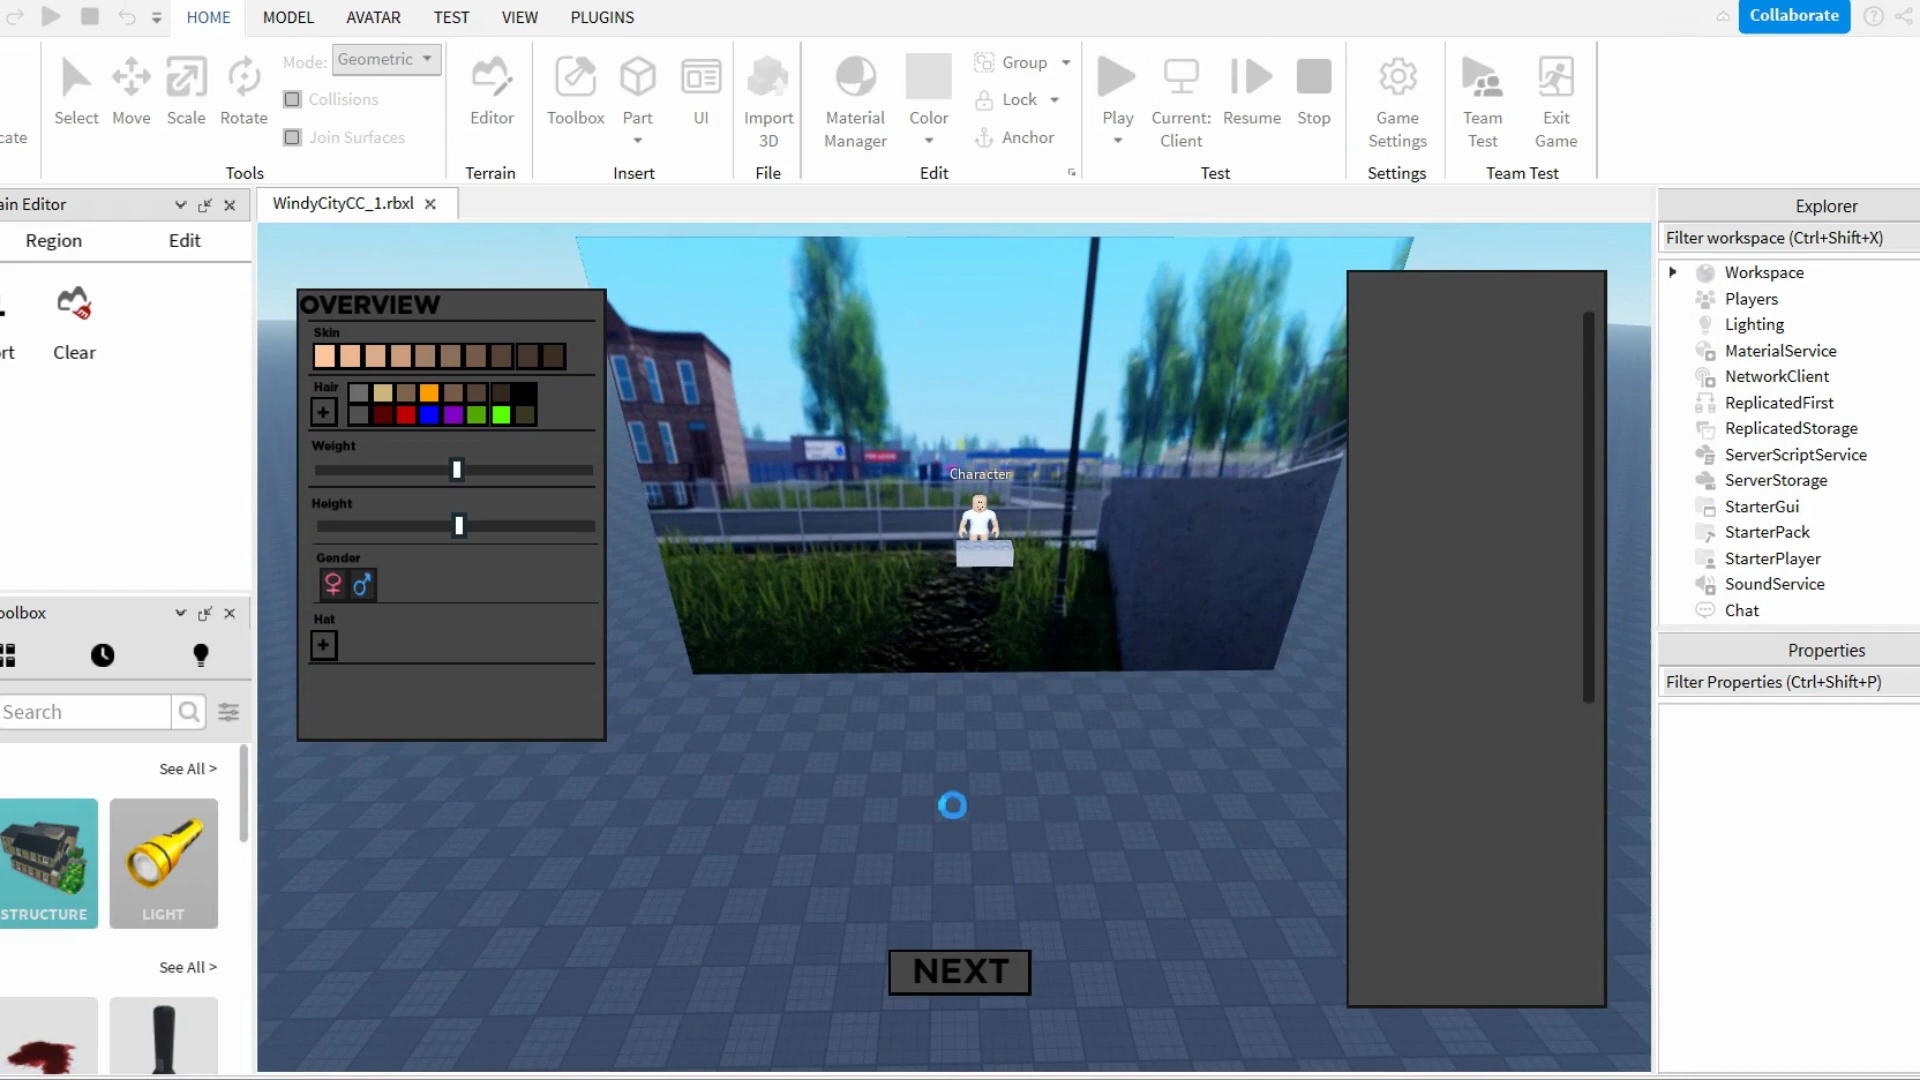 HOME MODEL AVATAR TEST VIEW PLUGINS Collaborate
Mode: Geometric
Collisions
Join Surfaces
cate Select Move Scale Rotate Editor Toolbox Part UI Import 3D Material Manager Color Group Lock Anchor Play Current: Client Resume Stop Game Settings Team Test Exit Game
Tools Terrain Insert File Edit Test Settings Team Test
ain Editor
Region Edit
rt Clear
WindyCityCC_1.rbxl
OVERVIEW
Skin
Hair
Weight
Height
Gender
Hat
Character
NEXT
oolbox
Search
See All >
STRUCTURE LIGHT
See All >
Explorer
Filter workspace (Ctrl+Shift+X)
Workspace
Players
Lighting
MaterialService
NetworkClient
ReplicatedFirst
ReplicatedStorage
ServerScriptService
ServerStorage
StarterGui
StarterPack
StarterPlayer
SoundService
Chat
Properties
Filter Properties (Ctrl+Shift+P)